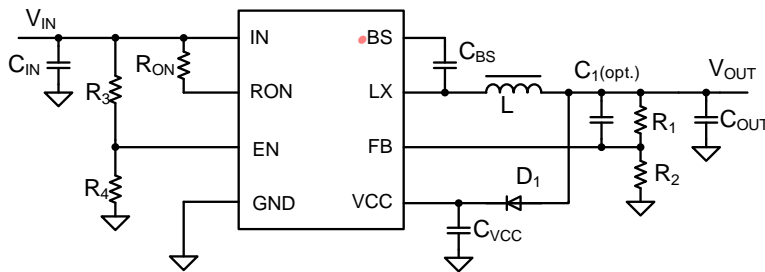 VIN
IN
BS
CIN
RON
CBS
C1(opt.)
VOUT
R3
RON
LX
L
R1
COUT
EN
FB
R4
D1
R2
GND
VCC
CVCC